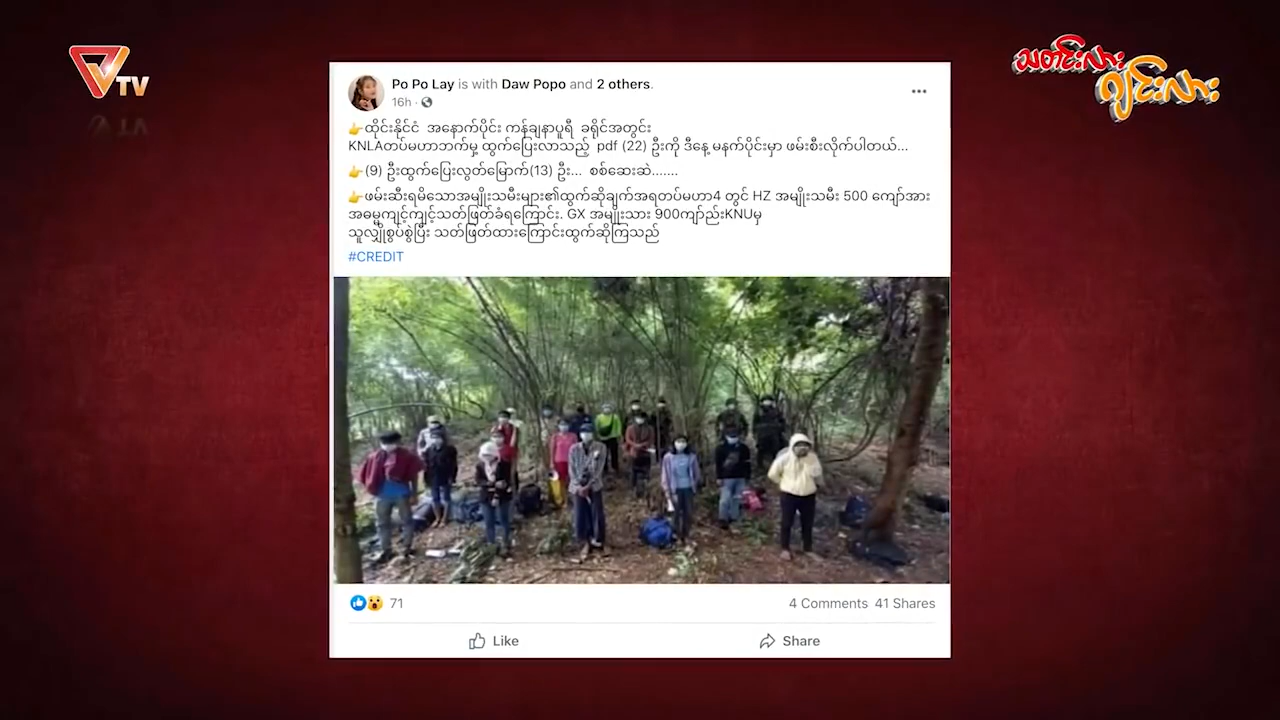 TV
သတင်းလား
ဂျင်းလား
Po Po Lay is with Daw Popo and 2 others.
16h
👉ထိုင်းနိုင်ငံ အနောက်ပိုင်း ကန်ချနာပူရီ ခရိုင်အတွင်း
KNLAတပ်မဟာဘက်မှ ထွက်ပြေးလာသည့် pdf (22) ဦးကို ဒီနေ့ မနက်ပိုင်းမှာ ဖမ်းစီးလိုက်ပါတယ်...
👉(9) ဦးထွက်ပြေးလွတ်မြောက်(13) ဦး... စစ်ဆေးဆဲ.......
👉ဖမ်းဆီးရမိသောအမျိုးသမီးများ၏ထွက်ဆိုချက်အရတပ်မဟာ4 တွင် HZ အမျိုးသမီး 500 ကျော်အား
အဓမ္မကျင့်ကျင့်သတ်ဖြတ်ခံရကြောင်း. GX အမျိုးသား 900ကျာ်ည်းKNUမှ
သူလျှိုစွပ်စွဲပြီး သတ်ဖြတ်ထားကြောင်းထွက်ဆိုကြသည်
#CREDIT
71
4 Comments 41 Shares
Like
Share